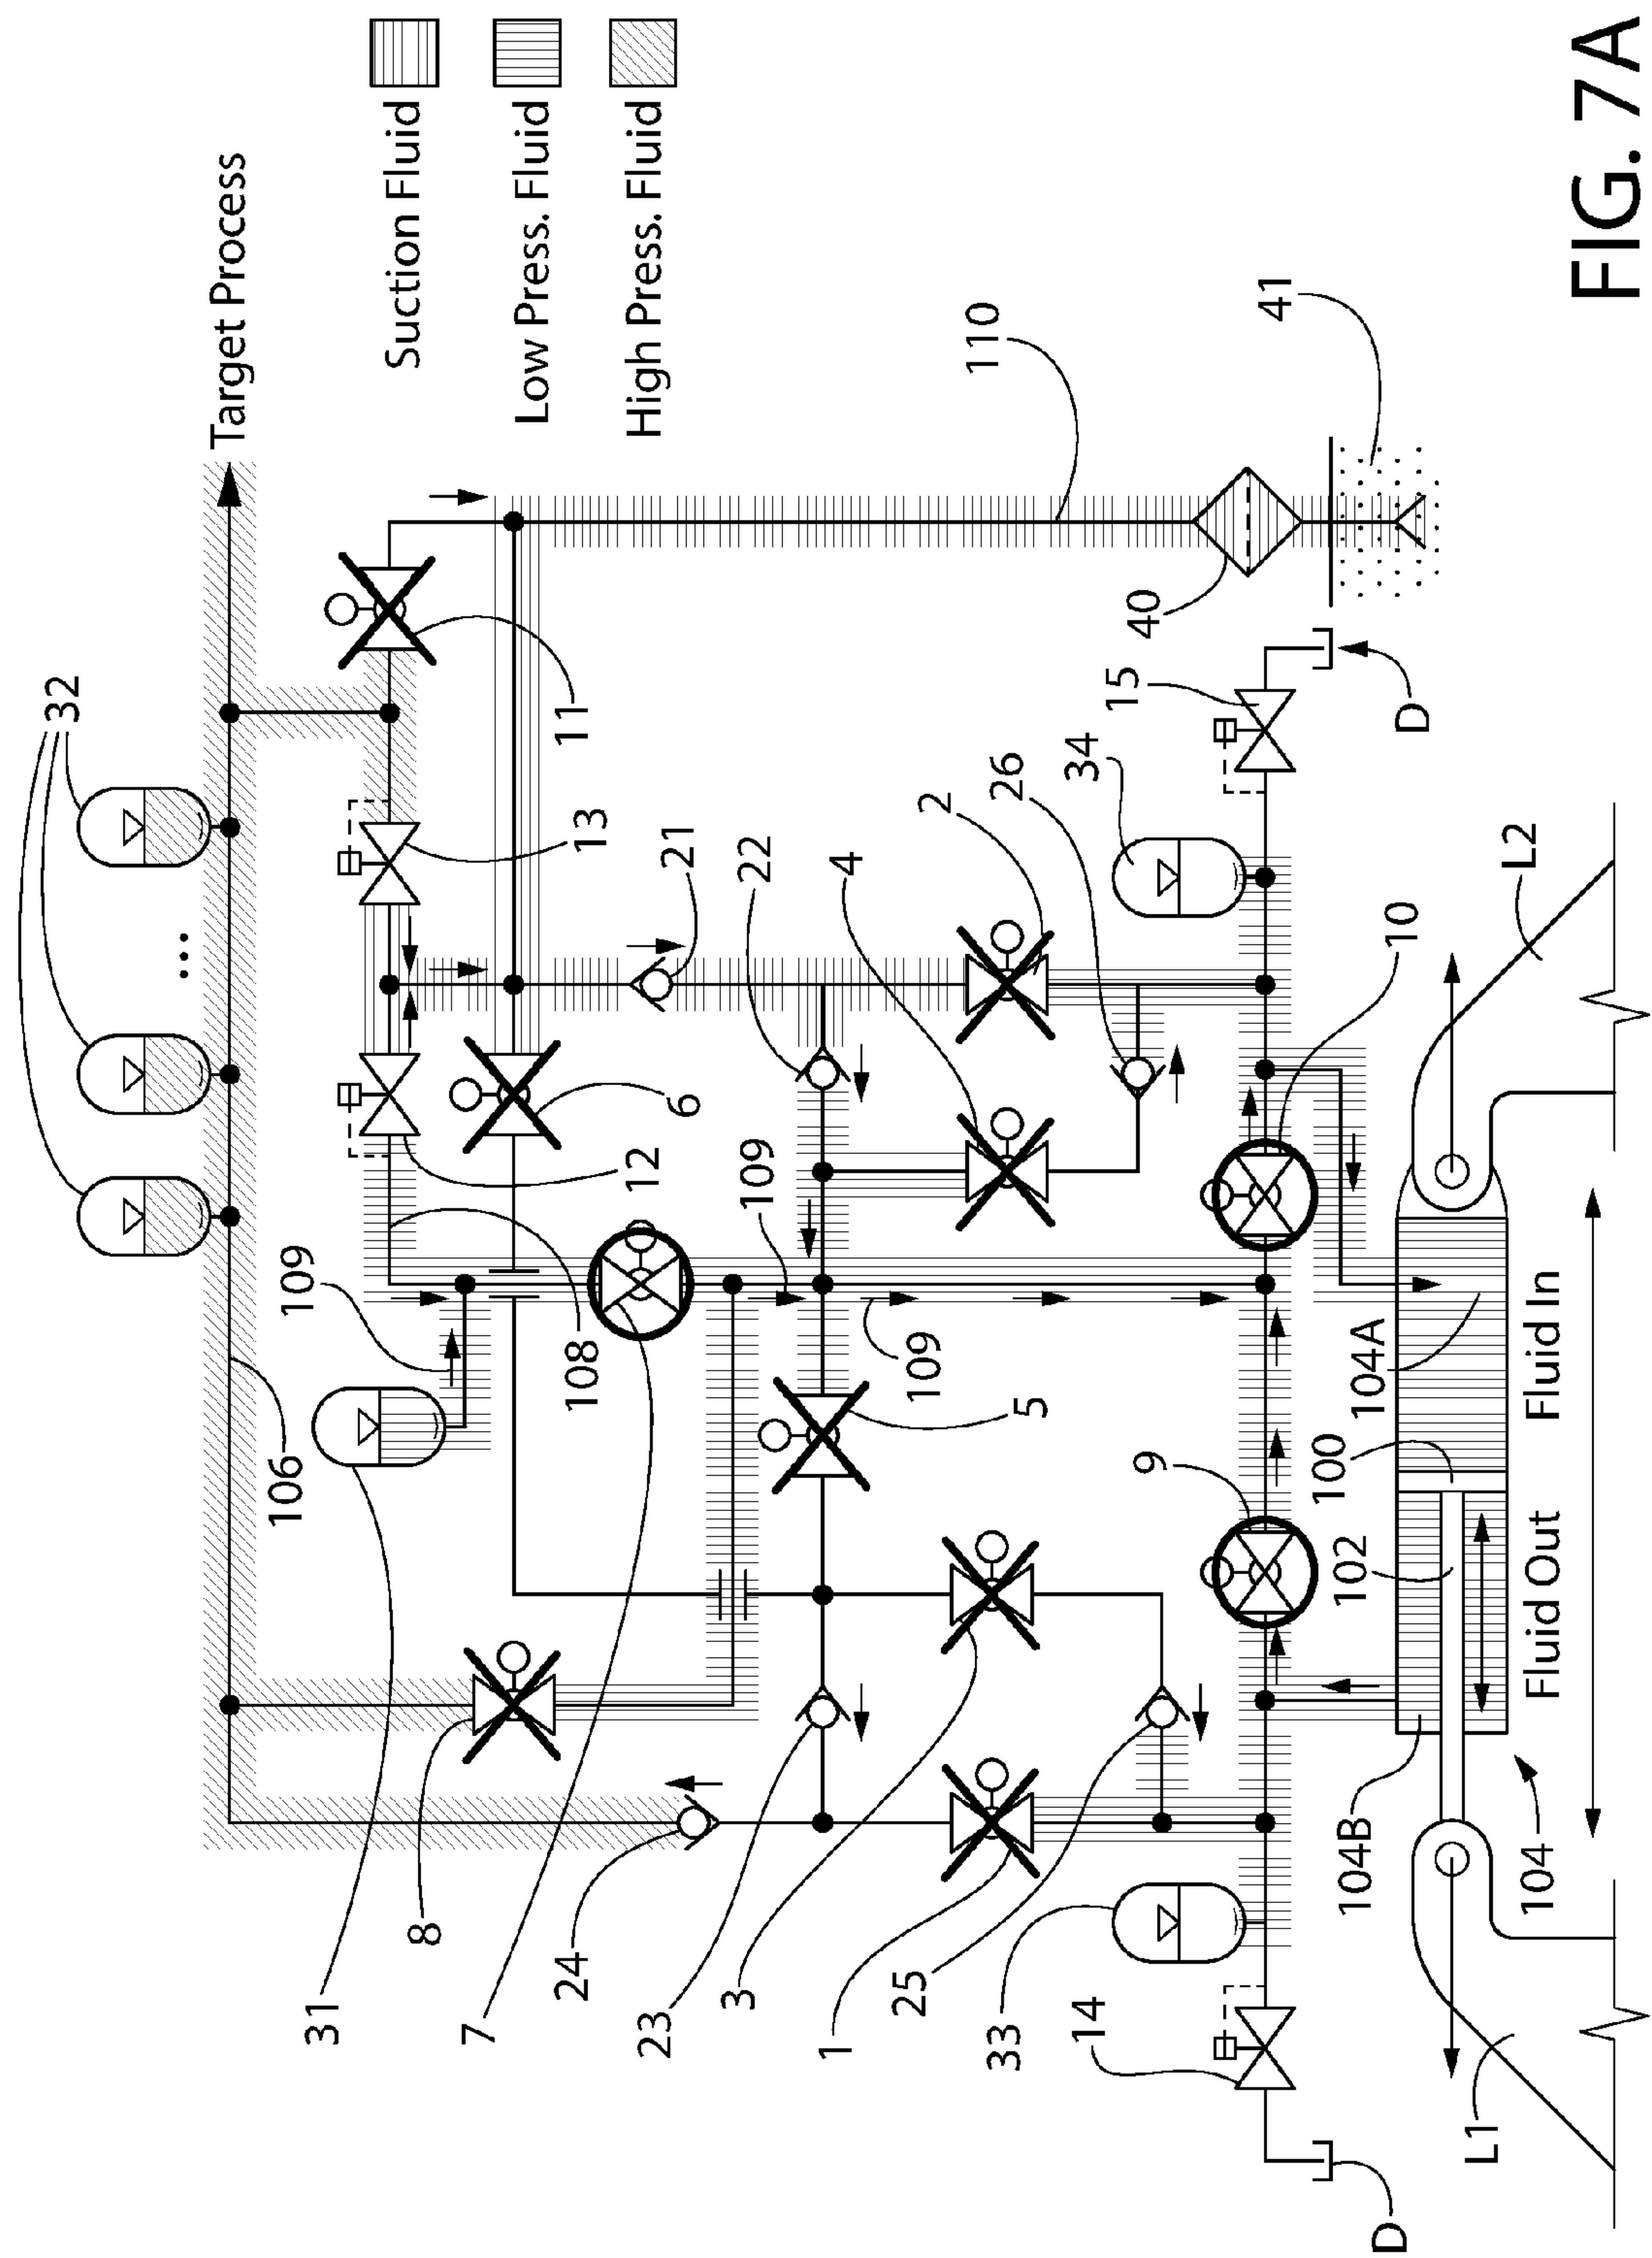 32
...
Target Process
106
109
31
Suction Fluid
8
7
Low Press. Fluid
24
108
11
13
12
High Press. Fluid
23
6
21
3
109
22
1
4
25
109
2
110
33
26
5
14
34
15
9
40
41
100
102
104B
104A
D
10
D
L1
L2
104
Fluid Out
Fluid In
FIG. 7A